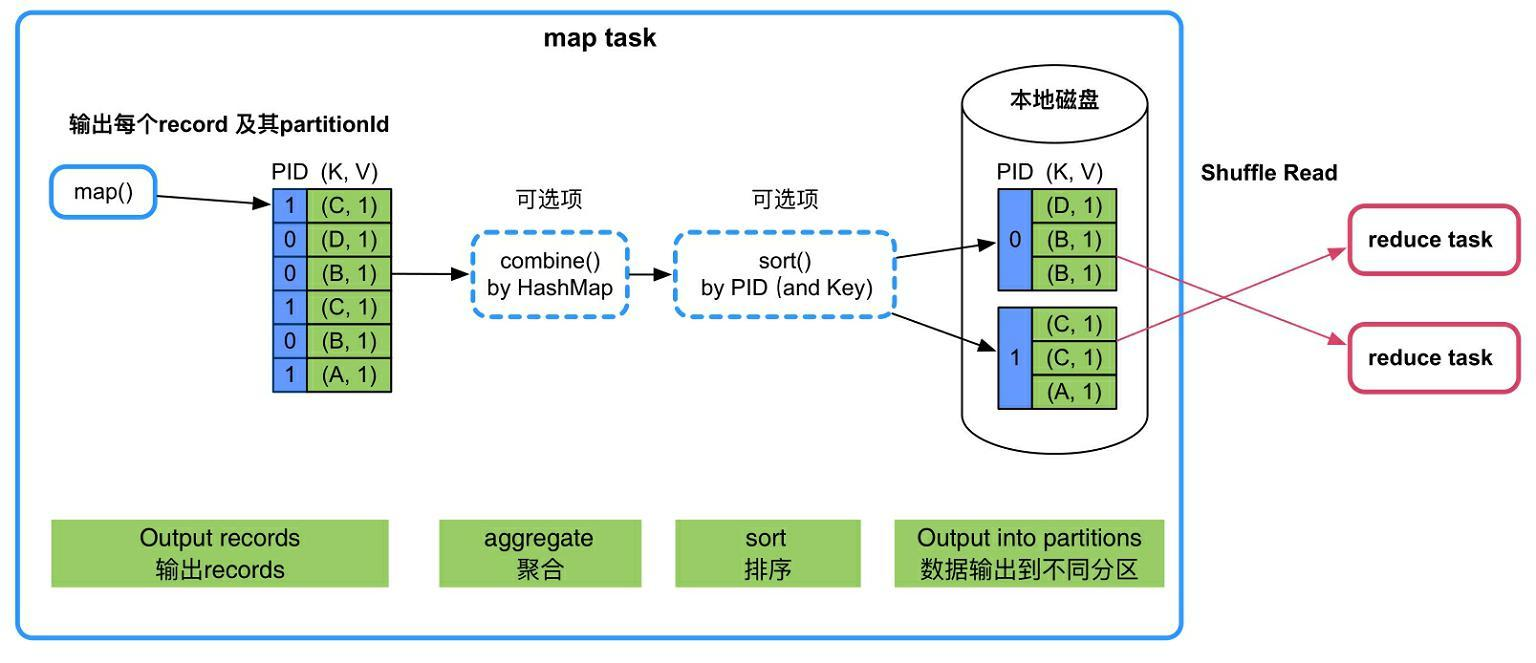 map task
输出每个record 及其partitionId
map()
PID (K, V)
1 (C, 1)
0 (D, 1)
0 (B, 1)
1 (C, 1)
0 (B, 1)
1 (A, 1)
可选项
combine()
by HashMap
可选项
sort()
by PID (and Key)
本地磁盘
PID (K, V)
0
(D, 1)
(B, 1)
(B, 1)
1
(C, 1)
(C, 1)
(A, 1)
Shuffle Read
reduce task
reduce task
Output records
输出records
aggregate
聚合
sort
排序
Output into partitions
数据输出到不同分区